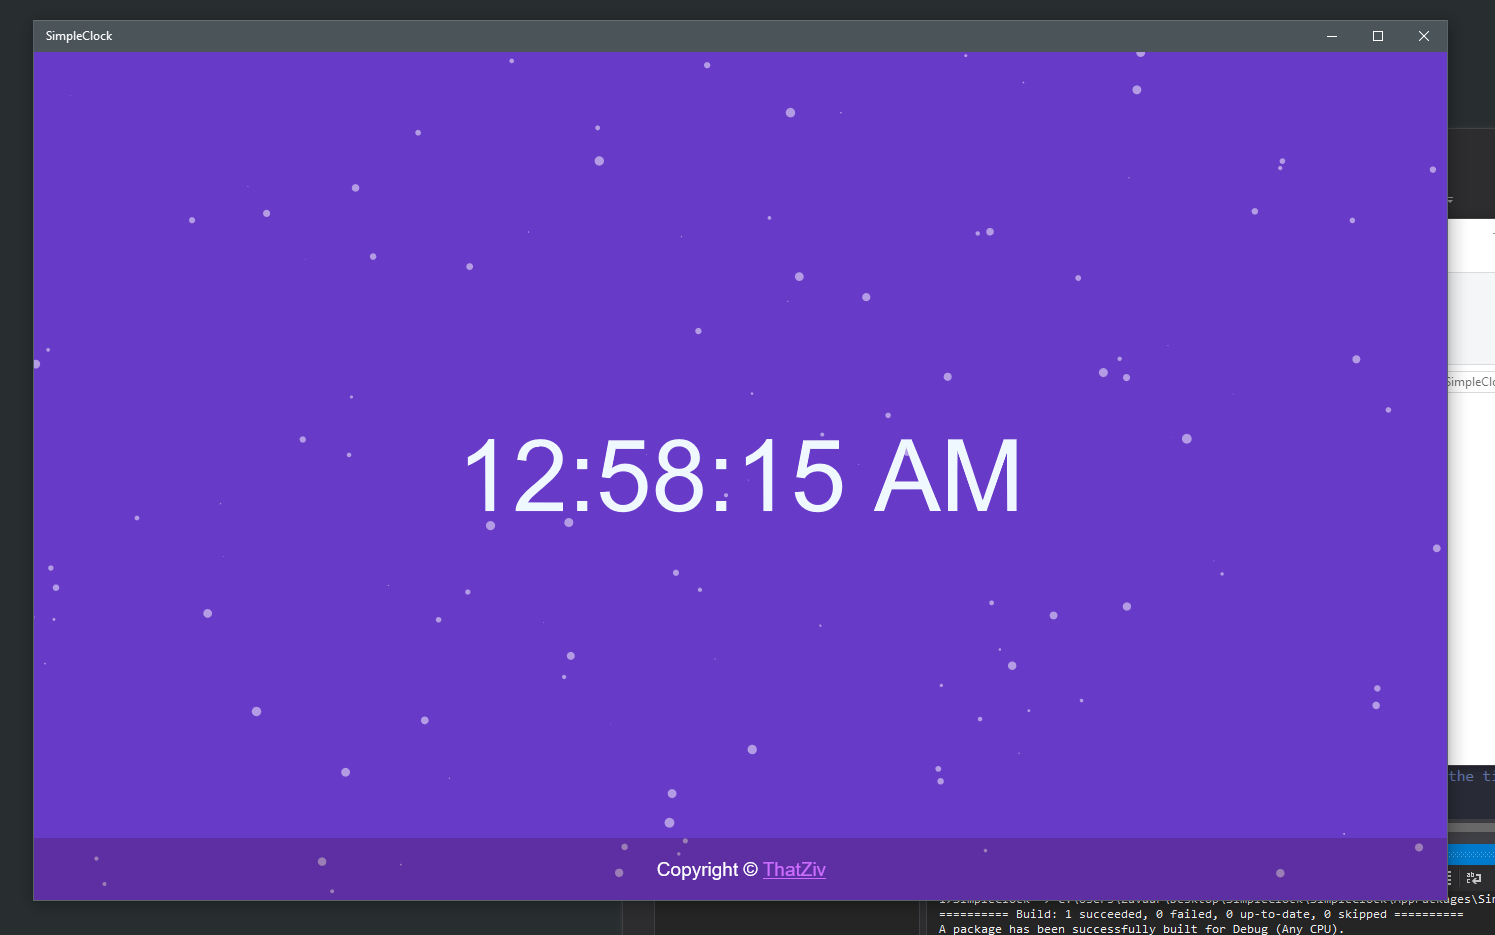 SimpleClock
SimpleClo
12:58:15 AM
the ti
Copyright © ThatZiv
========== Build: 1 succeeded, 0 failed, 0 up-to-date, 0 skipped ==========
A package has been successfully built for Debug (Any CPU).